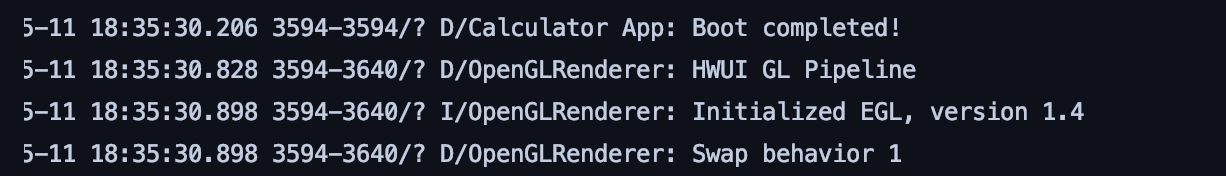 5-11 18:35:30.206 3594-3594/? D/Calculator App: Boot completed!
5-11 18:35:30.828 3594-3640/? D/OpenGLRenderer: HWUI GL Pipeline
5-11 18:35:30.898 3594-3640/? I/OpenGLRenderer: Initialized EGL, version 1.4
5-11 18:35:30.898 3594-3640/? D/OpenGLRenderer: Swap behavior 1